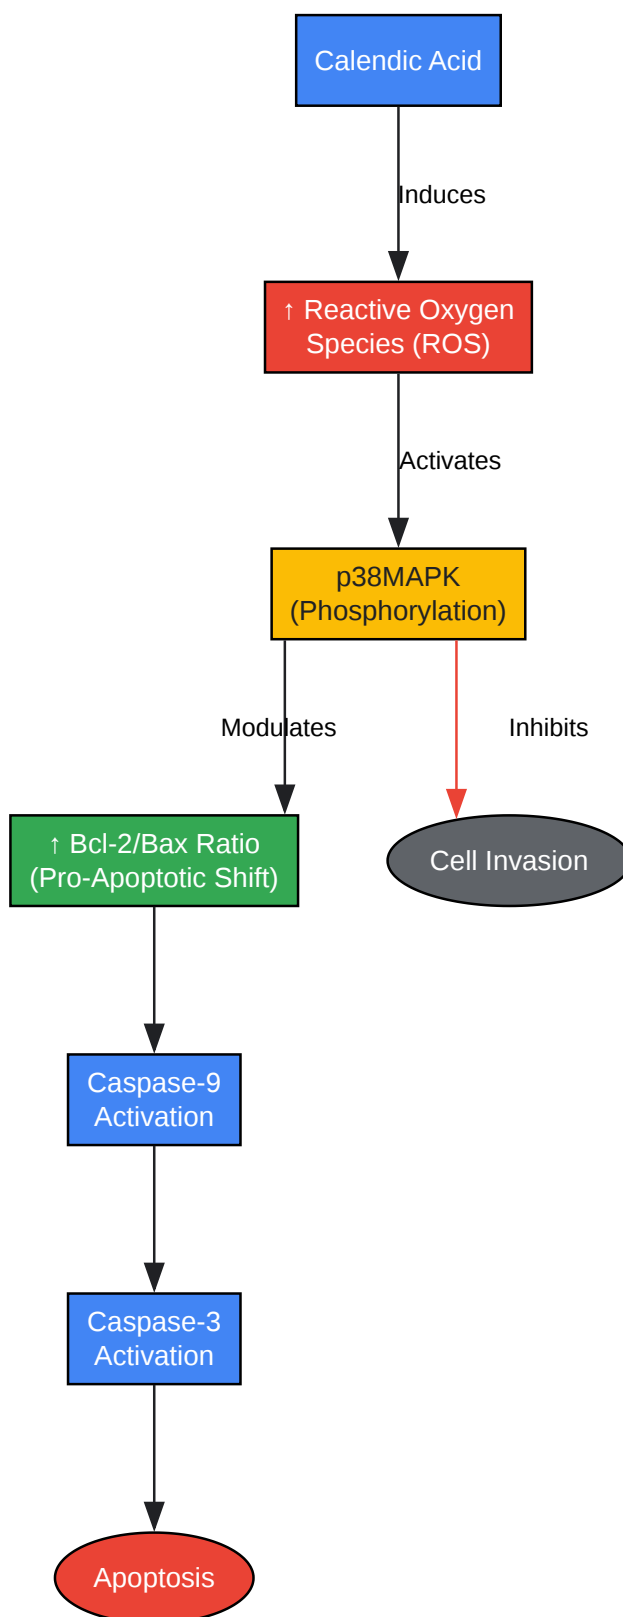 Calendic Acid
Induces
↑ Reactive Oxygen
Species (ROS)
Activates
p38MAPK
(Phosphorylation)
Modulates
Inhibits
↑ Bcl-2/Bax Ratio
(Pro-Apoptotic Shift)
Cell Invasion
Caspase-9
Activation
Caspase-3
Activation
Apoptosis